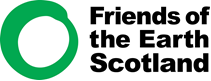 Friends of
the Earth
Scotland